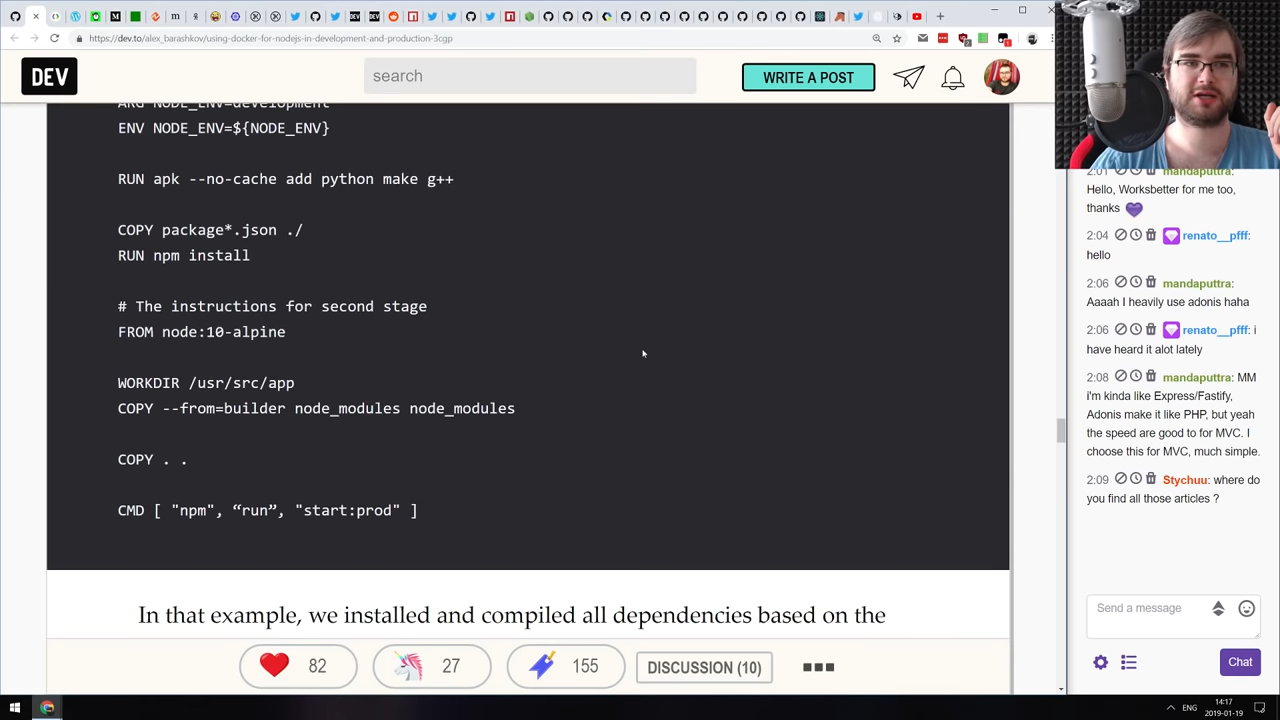 https://dev.to/alex_barashkov/using-docker-for-nodejs-in-development-and-production-3cgp
DEV
search
WRITE A POST
ARG NODE_ENV=development
ENV NODE_ENV=${NODE_ENV}
RUN apk --no-cache add python make g++
COPY package*.json ./
RUN npm install
# The instructions for second stage
FROM node:10-alpine
WORKDIR /usr/src/app
COPY --from=builder node_modules node_modules
COPY . .
CMD [ "npm", “run”, "start:prod" ]
In that example, we installed and compiled all dependencies based on the
82
27
155
DISCUSSION (10)
2:01 mandaputtra:
Hello, Worksbetter for me too,
thanks
2:04 renato__pfff:
hello
2:06 mandaputtra:
Aaaah I heavily use adonis haha
2:06 renato__pfff: i
have heard it alot lately
2:08 mandaputtra: MM
i'm kinda like Express/Fastify,
Adonis make it like PHP, but yeah
the speed are good to for MVC. I
choose this for MVC, much simple.
2:09 Stychuu: where do
you find all those articles ?
Send a message
Chat
ENG
14:17
2019-01-19